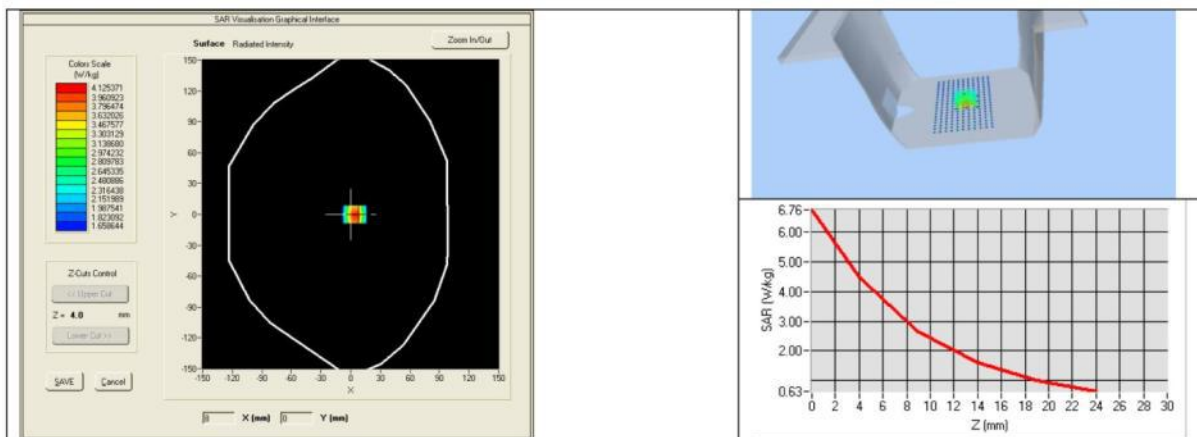 SAR Visualisation Graphical Interface
Surface Radiated Intensity
Zoom In/Out
Colors Scale
(W/kg)
4.125371
3.960923
3.796474
3.632026
3.467577
3.303129
3.138680
2.974232
2.809783
2.645335
2.480886
2.316438
2.151989
1.987541
1.823092
1.658644
Z-Cuts Control
<< Upper Cut
Z = 4.0 mm
Lower Cut >>
SAVE Cancel
150
120
90
60
30
0
-30
-60
-90
-120
-150
Y
-150 -120 -90 -60 -30 0 30 60 90 120 150
X
8 X (mm) 0 Y (mm)
6.76
6.00
5.00
4.00
3.00
2.00
0.63
SAR (W/kg)
0 2 4 6 8 10 12 14 16 18 20 22 24 26 28 30
Z (mm)